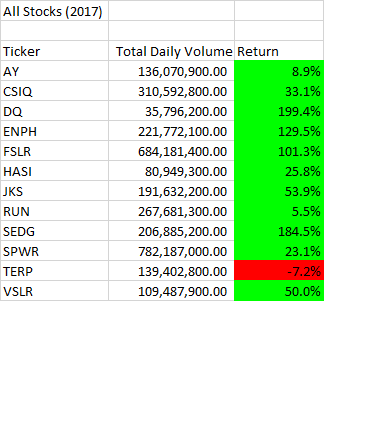 All Stocks (2017)
Ticker Total Daily Volume Return
AY 136,070,900.00 8.9%
CSIQ 310,592,800.00 33.1%
DQ 35,796,200.00 199.4%
ENPH 221,772,100.00 129.5%
FSLR 684,181,400.00 101.3%
HASI 80,949,300.00 25.8%
JKS 191,632,200.00 53.9%
RUN 267,681,300.00 5.5%
SEDG 206,885,200.00 184.5%
SPWR 782,187,000.00 23.1%
TERP 139,402,800.00 -7.2%
VSLR 109,487,900.00 50.0%